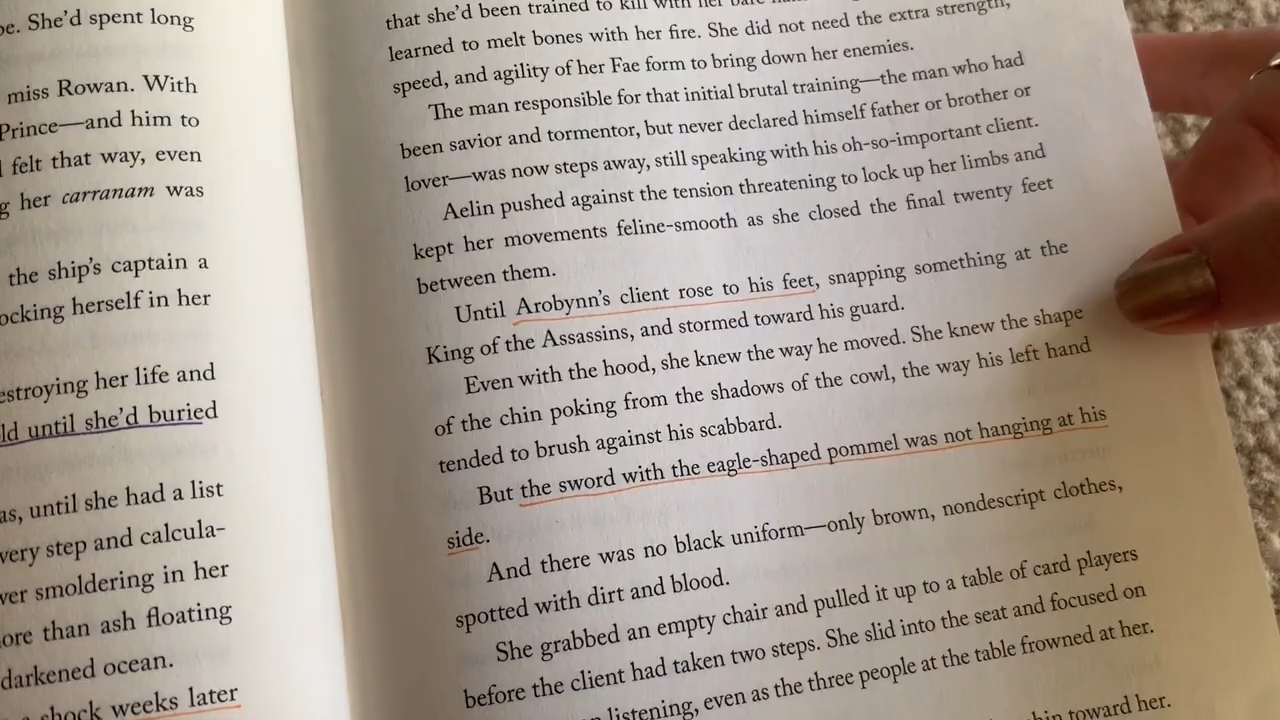 oe. She'd spent long
miss Rowan. With
Prince—and him to
felt that way, even
g her carranam was
the ship's captain a
ocking herself in her
estroying her life and
ld until she'd buried
as, until she had a list
very step and calcula-
ver smoldering in her
ore than ash floating
darkened ocean.
shock weeks later
that she'd been trained to kill with her bare
learned to melt bones with her fire. She did not need the extra strength,
speed, and agility of her Fae form to bring down her enemies.
The man responsible for that initial brutal training—the man who had
been savior and tormentor, but never declared himself father or brother or
lover—was now steps away, still speaking with his oh-so-important client.
Aelin pushed against the tension threatening to lock up her limbs and
kept her movements feline-smooth as she closed the final twenty feet
between them.
Until Arobynn's client rose to his feet, snapping something at the
King of the Assassins, and stormed toward his guard.
Even with the hood, she knew the way he moved. She knew the shape
of the chin poking from the shadows of the cowl, the way his left hand
tended to brush against his scabbard.
But the sword with the eagle-shaped pommel was not hanging at his
side.
And there was no black uniform—only brown, nondescript clothes,
spotted with dirt and blood.
She grabbed an empty chair and pulled it up to a table of card players
before the client had taken two steps. She slid into the seat and focused on
listening, even as the three people at the table frowned at her.
toward her.